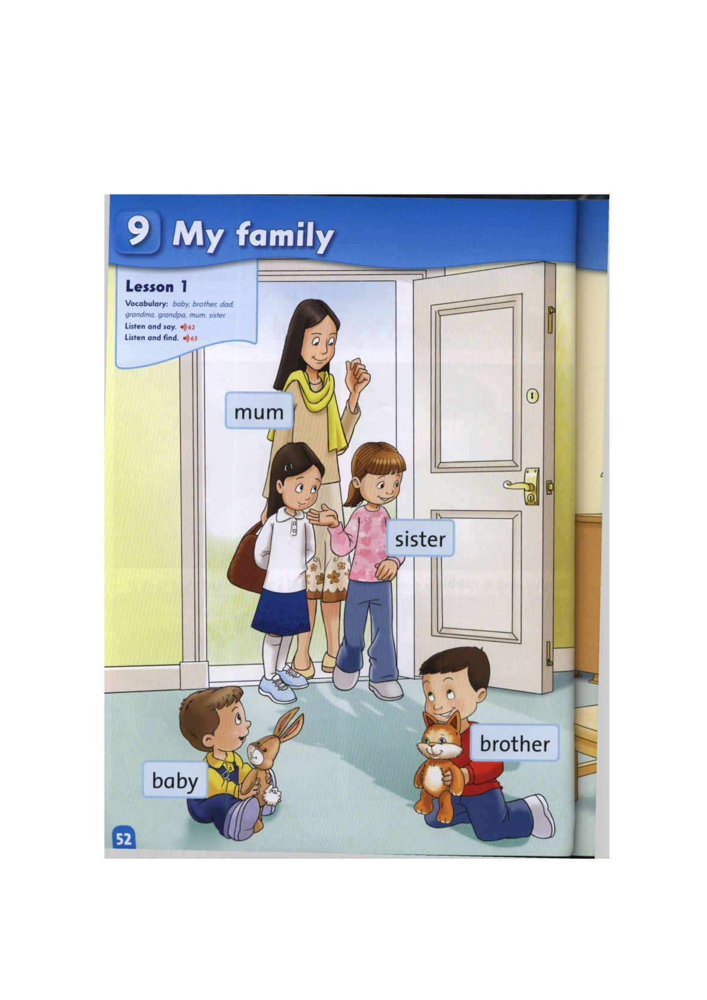 9 My family
Lesson 1
Vocabulary: baby, brother, dad,
grandma, grandpa, mum, sister.
Listen and say. 62
Listen and find. 63
mum
sister
brother
baby
52